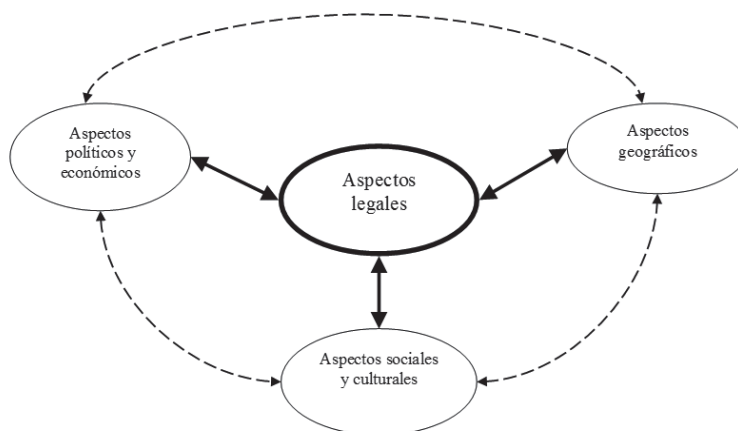 Aspectos
políticos y
económicos
Aspectos
geográficos
Aspectos
legales
Aspectos sociales
y culturales